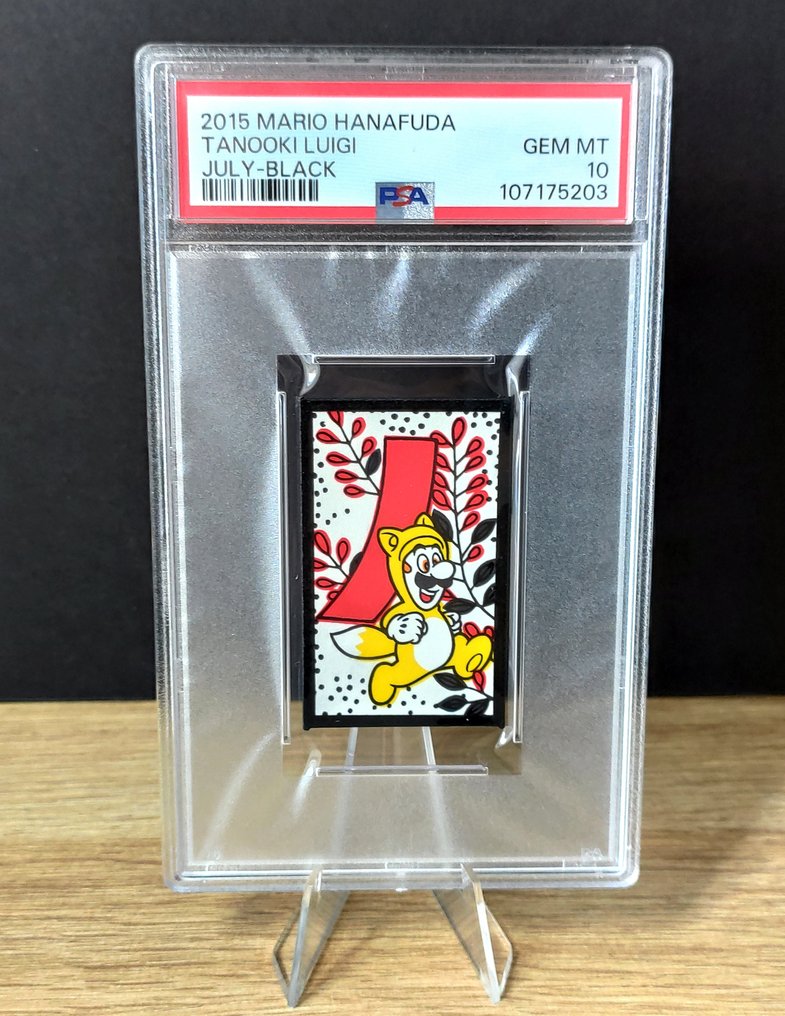 2015 MARIO HANAFUDA
TANOOKI LUIGI GEM MT
JULY-BLACK 10
PSA 107175203